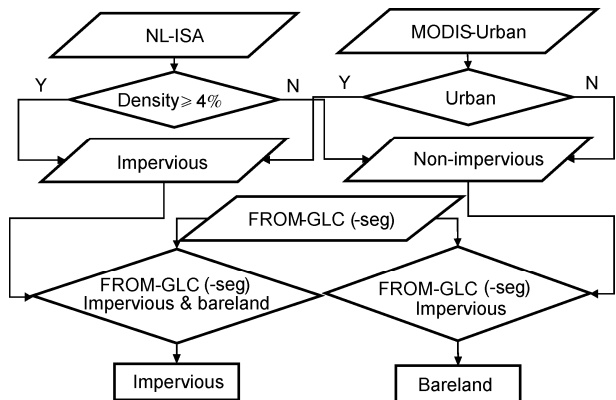 NL-ISA
MODIS-Urban
Y
N
Y
N
Density≥4%
Urban
Impervious
Non-impervious
FROM-GLC (-seg)
FROM-GLC (-seg)
Impervious & bareland
FROM-GLC (-seg)
Impervious
Impervious
Bareland